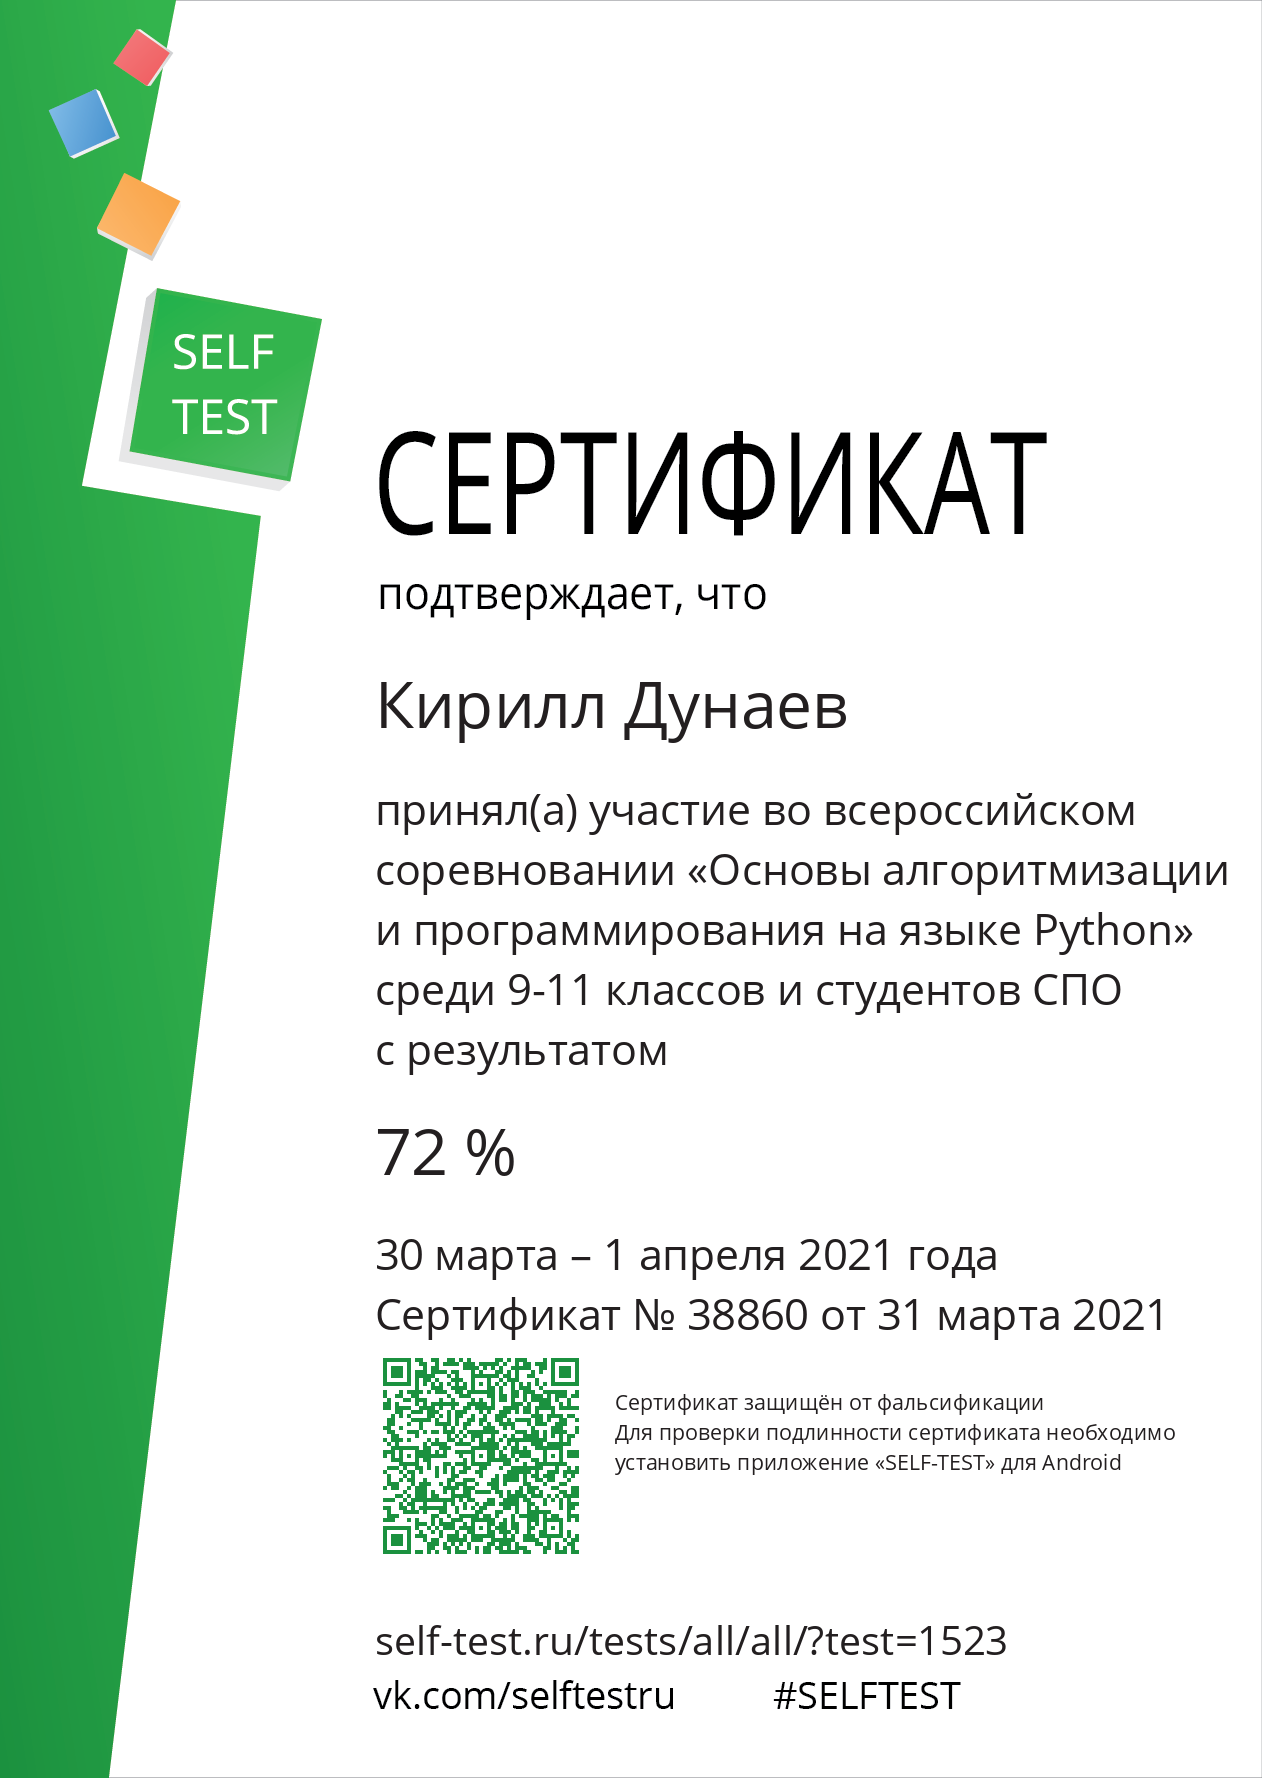 SELF
TEST
СЕРТИФИКАТ
подтверждает, что
Кирилл Дунаев
принял(а) участие во всероссийском
соревновании «Основы алгоритмизации
и программирования на языке Python»
среди 9-11 классов и студентов СПО
с результатом
72 %
30 марта – 1 апреля 2021 года
Сертификат № 38860 от 31 марта 2021
Сертификат защищён от фальсификации
Для проверки подлинности сертификата необходимо
установить приложение «SELF-TEST» для Android
self-test.ru/tests/all/all/?test=1523
vk.com/selftestru #SELFTEST